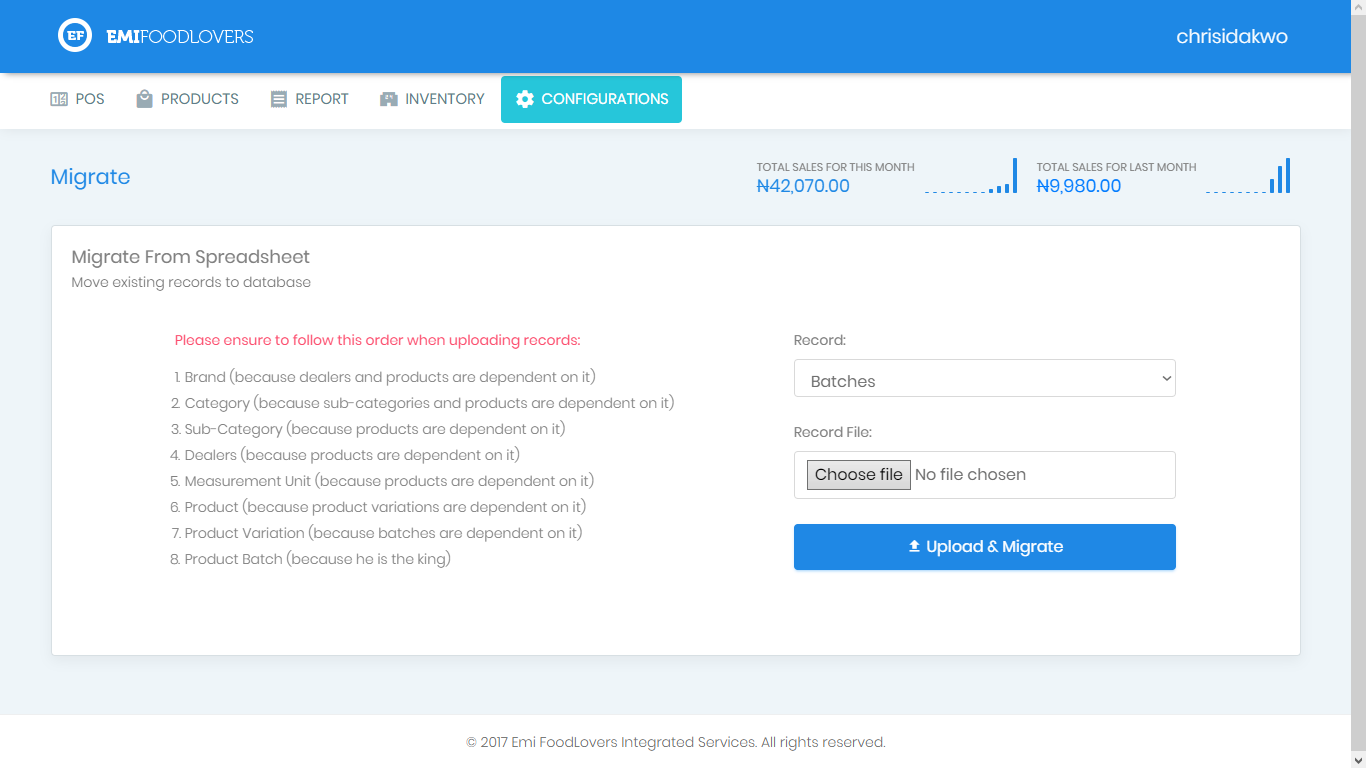 EF EMIFOODLOVERS
chrisidakwo
POS PRODUCTS REPORT INVENTORY CONFIGURATIONS
Migrate
TOTAL SALES FOR THIS MONTH
₦42,070.00
TOTAL SALES FOR LAST MONTH
₦9,980.00
Migrate From Spreadsheet
Move existing records to database
Please ensure to follow this order when uploading records:
1. Brand (because dealers and products are dependent on it)
2. Category (because sub-categories and products are dependent on it)
3. Sub-Category (because products are dependent on it)
4. Dealers (because products are dependent on it)
5. Measurement Unit (because products are dependent on it)
6. Product (because product variations are dependent on it)
7. Product Variation (because batches are dependent on it)
8. Product Batch (because he is the king)
Record:
Batches
Record File:
Choose file No file chosen
Upload & Migrate
© 2017 Emi FoodLovers Integrated Services. All rights reserved.